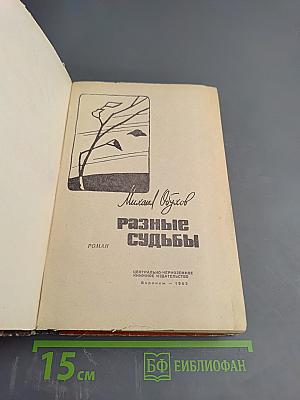 Михаил Обухов
РАЗНЫЕ
СУДЬБЫ
РОМАН
ЦЕНТРАЛЬНО-ЧЕРНОЗЕМНОЕ
КНИЖНОЕ ИЗДАТЕЛЬСТВО
Воронеж —
15 см
БФ БИБЛИОФАН